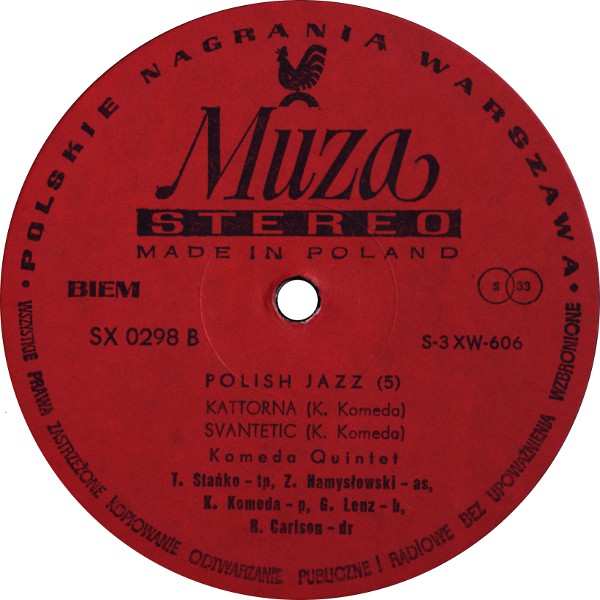 • POLSKIE NAGRANIA WARSZAWA •
Muza
STEREO
MADE IN POLAND
BIEM
S 33
SX 0298 B
S-3 XW-606
POLISH JAZZ (5)
KATTORNA (K. Komeda)
SVANTETIC (K. Komeda)
Komeda Quintet
T. Stańko – tp, Z. Namysłowski – as,
K. Komeda – p, G. Lenz – b,
R. Carlson – dr
WSZYSTKIE PRAWA ZASTRZEŻONE KOPIOWANIE ODTWARZANIE PUBLICZNE I RADIOWE BEZ UPOWAŻNIENIA WZBRONIONE